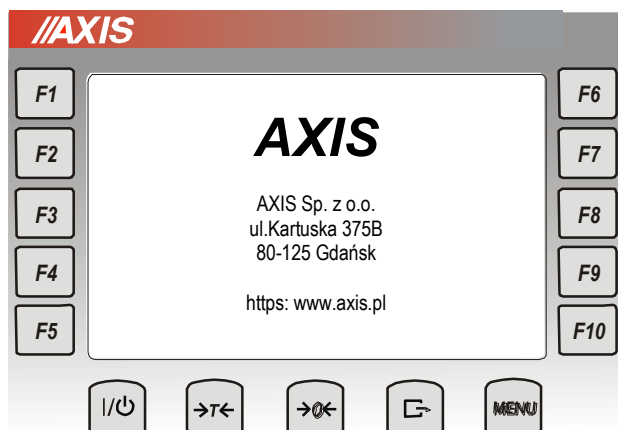 //AXIS
F1
F2
F3
F4
F5
AXIS
AXIS Sp. z o.o.
ul.Kartuska 375B
80-125 Gdańsk
https: www.axis.pl
F6
F7
F8
F9
F10
I/⏻
→T←
→0←
MENU